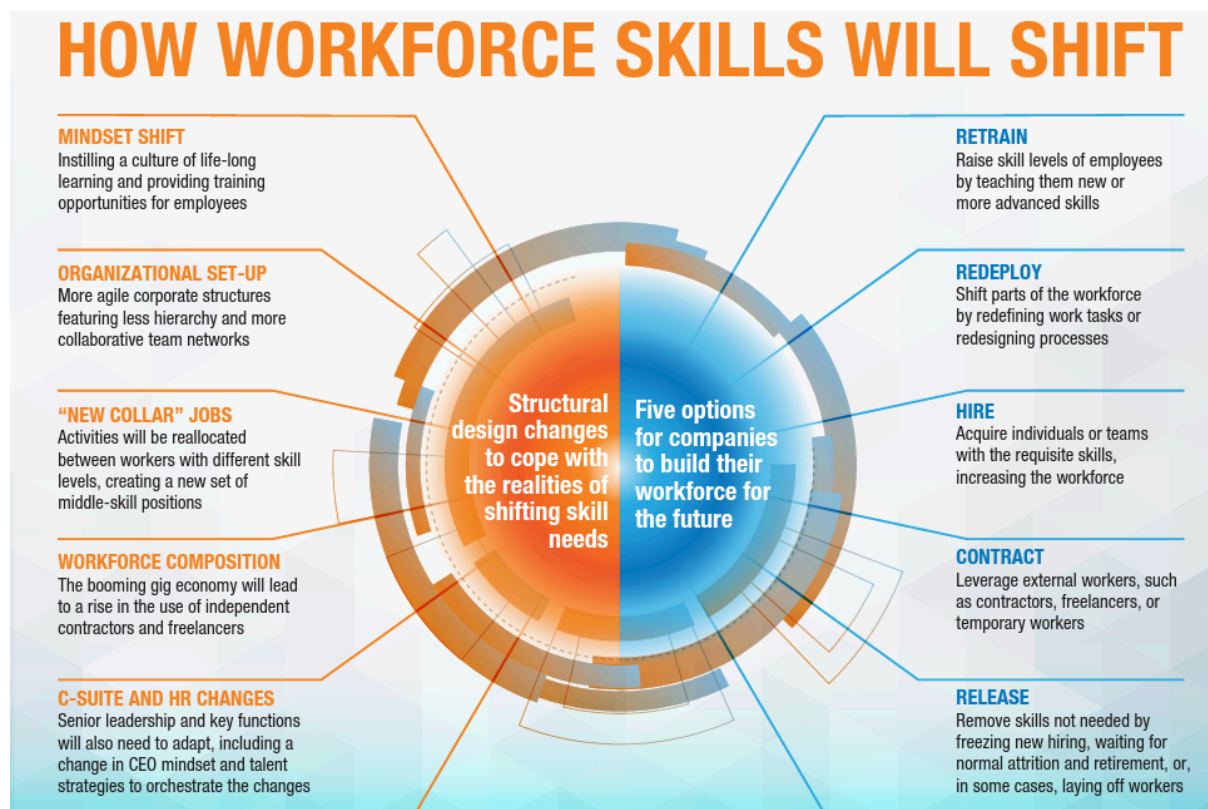 HOW WORKFORCE SKILLS WILL SHIFT
MINDSET SHIFT
Instilling a culture of life-long
learning and providing training
opportunities for employees
ORGANIZATIONAL SET-UP
More agile corporate structures
featuring less hierarchy and more
collaborative team networks
“NEW COLLAR” JOBS
Activities will be reallocated
between workers with different skill
levels, creating a new set of
middle-skill positions
WORKFORCE COMPOSITION
The booming gig economy will lead
to a rise in the use of independent
contractors and freelancers
C-SUITE AND HR CHANGES
Senior leadership and key functions
will also need to adapt, including a
change in CEO mindset and talent
strategies to orchestrate the changes
Structural
design changes
to cope with
the realities of
shifting skill
needs
Five options
for companies
to build their
workforce for
the future
RETRAIN
Raise skill levels of employees
by teaching them new or
more advanced skills
REDEPLOY
Shift parts of the workforce
by redefining work tasks or
redesigning processes
HIRE
Acquire individuals or teams
with the requisite skills,
increasing the workforce
CONTRACT
Leverage external workers, such
as contractors, freelancers, or
temporary workers
RELEASE
Remove skills not needed by
freezing new hiring, waiting for
normal attrition and retirement, or,
in some cases, laying off workers